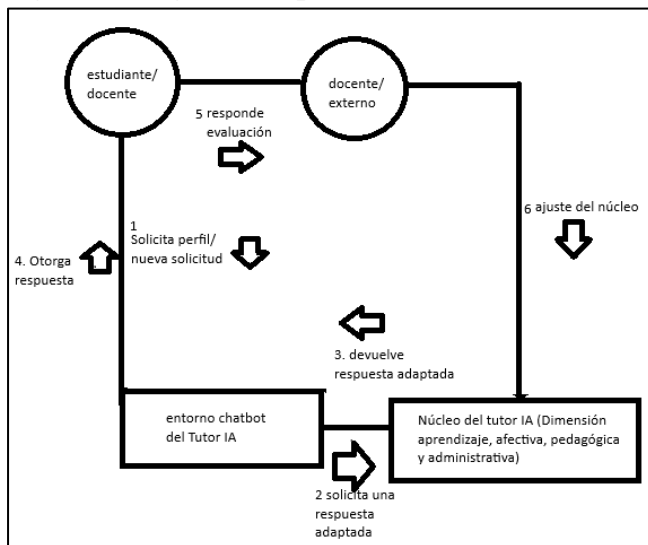 estudiante/
docente
docente/
externo
5 responde
evaluación
6 ajuste del núcleo
1
Solicita perfil/
nueva solicitud
4. Otorga
respuesta
3. devuelve
respuesta adaptada
entorno chatbot
del Tutor IA
Núcleo del tutor IA (Dimensión
aprendizaje, afectiva, pedagógica
y administrativa)
2 solicita una
respuesta
adaptada